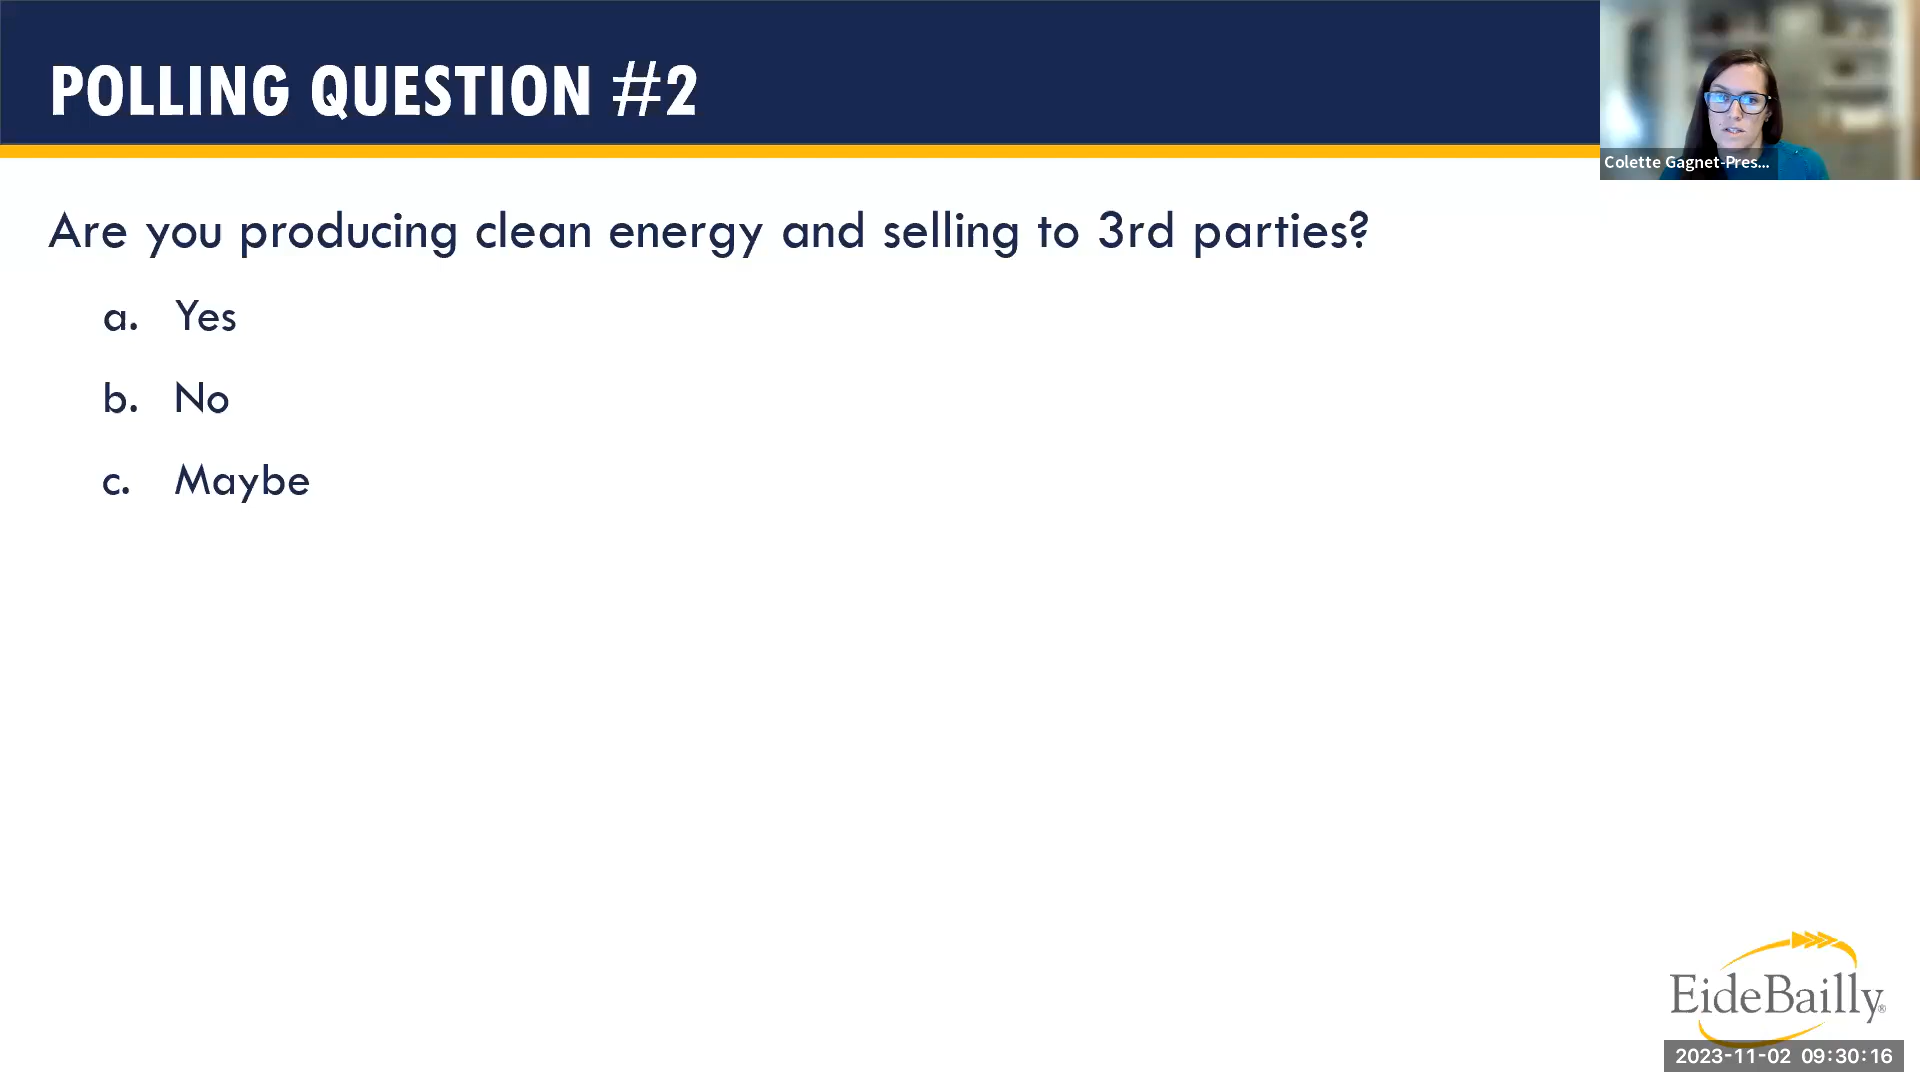 POLLING QUESTION #2
Colette Gagnet-Pres...
Are you producing clean energy and selling to 3rd parties?
a. Yes
b. No
c. Maybe
EideBailly®
2023-11-02 09:30:16